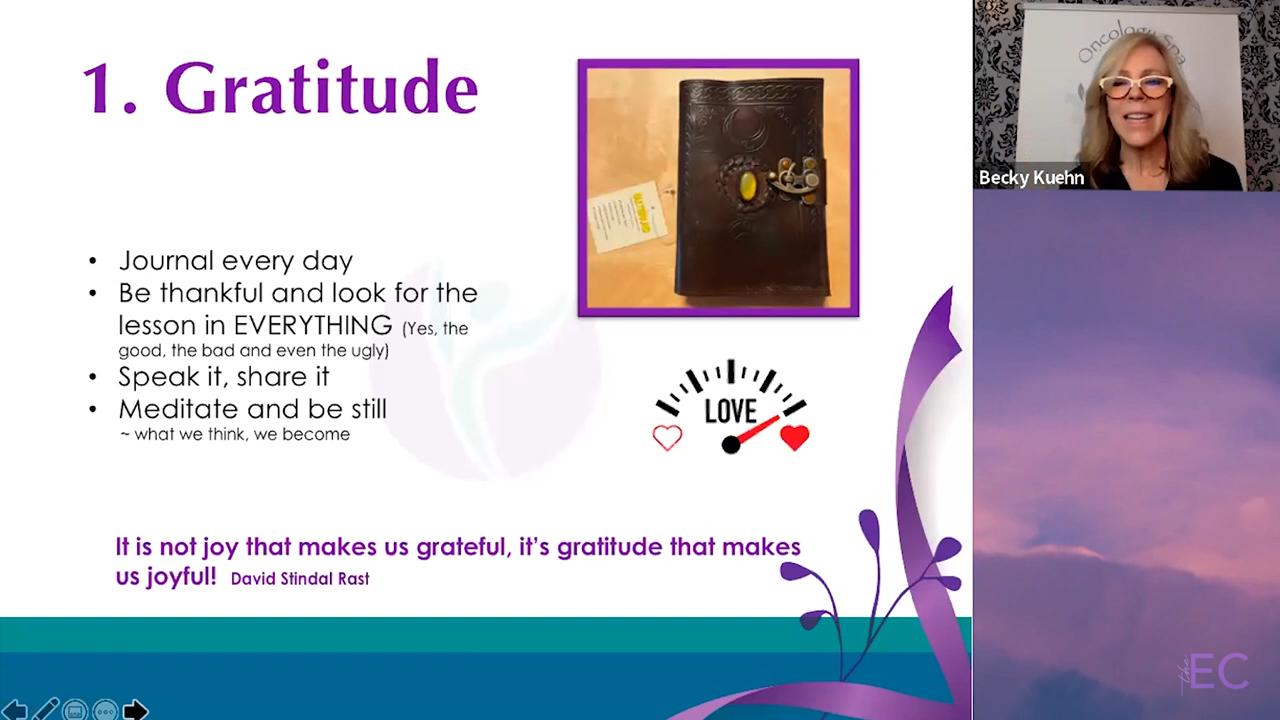 1. Gratitude
• Journal every day
• Be thankful and look for the
lesson in EVERYTHING (Yes, the
good, the bad and even the ugly)
• Speak it, share it
• Meditate and be still
~ what we think, we become
LOVE
It is not joy that makes us grateful, it's gratitude that makes
us joyful! David Stindal Rast
Oncology Spa
Becky Kuehn
the EC